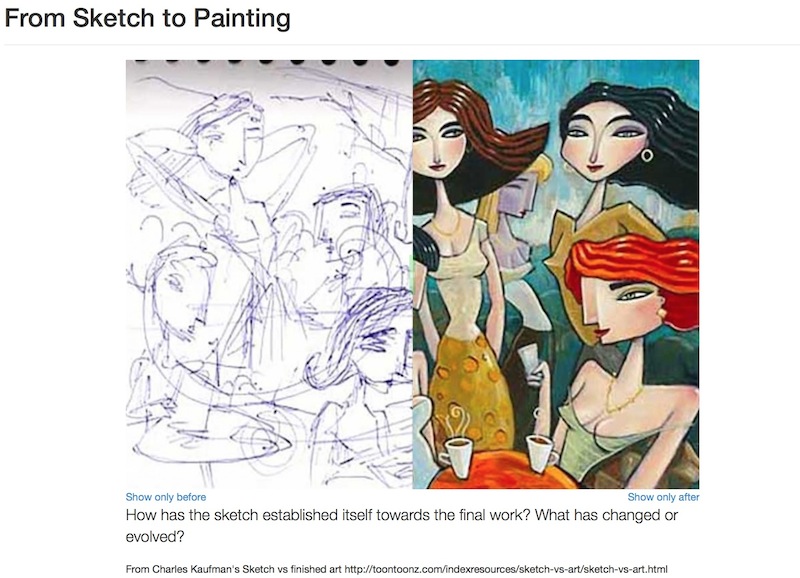 From Sketch to Painting
Show only before
Show only after
How has the sketch established itself towards the final work? What has changed or
evolved?
From Charles Kaufman's Sketch vs finished art http://toontoonz.com/indexresources/sketch-vs-art/sketch-vs-art.html